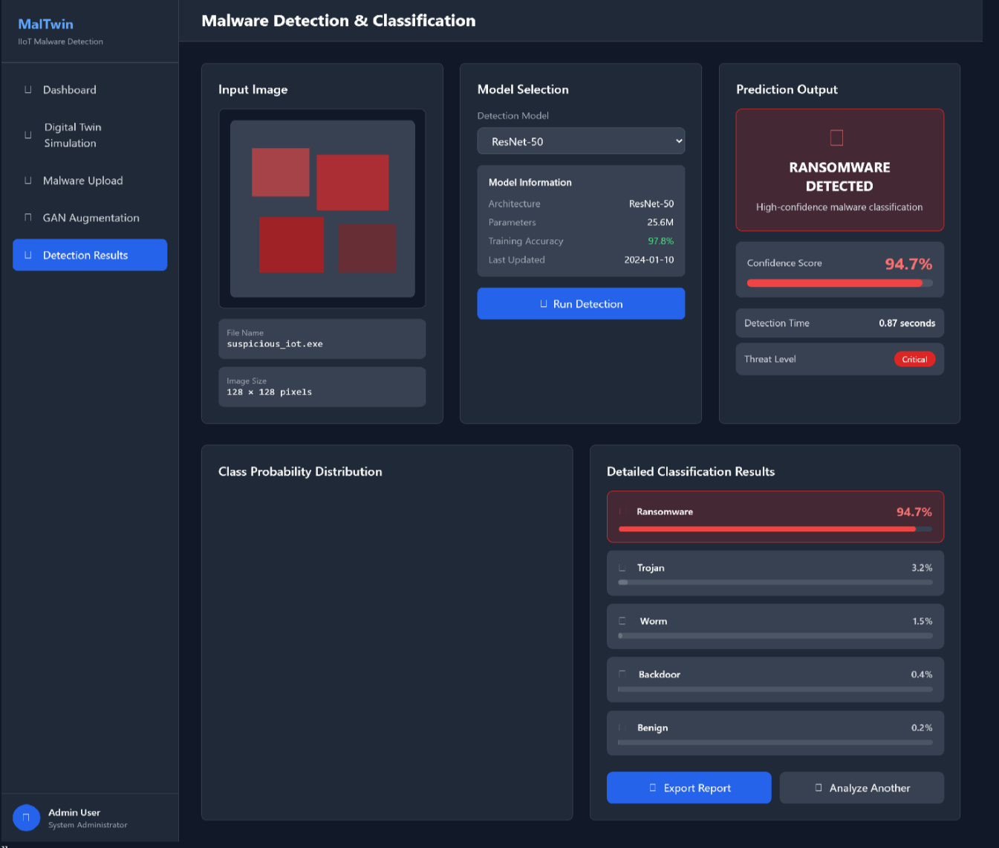 MalTwin
IIoT Malware Detection
Dashboard
Digital Twin
Simulation
Malware Upload
GAN Augmentation
Detection Results
Admin User
System Administrator
Malware Detection & Classification
Input Image
File Name
suspicious_iot.exe
Image Size
128 × 128 pixels
Model Selection
Detection Model
ResNet-50
Model Information
Architecture ResNet-50
Parameters 25.6M
Training Accuracy 97.8%
Last Updated 2024-01-10
Run Detection
Prediction Output
RANSOMWARE
DETECTED
High-confidence malware classification
Confidence Score 94.7%
Detection Time 0.87 seconds
Threat Level Critical
Class Probability Distribution
Detailed Classification Results
Ransomware 94.7%
Trojan 3.2%
Worm 1.5%
Backdoor 0.4%
Benign 0.2%
Export Report
Analyze Another